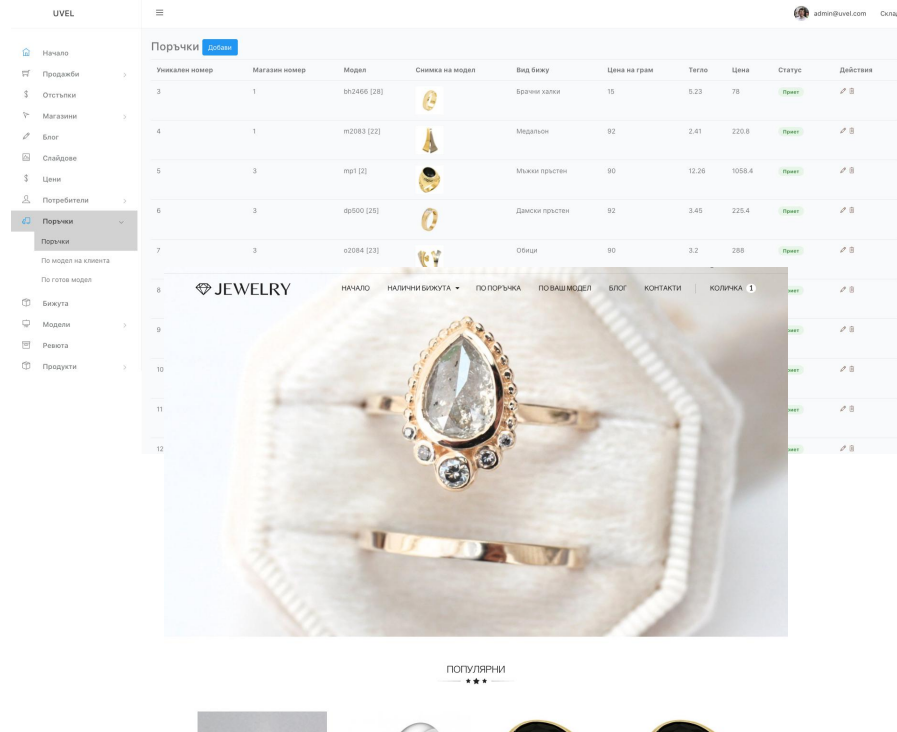 UVEL
admin@uvel.com
Начало
Продажби
Отстъпки
Магазини
Блог
Слайдове
Цени
Потребители
Поръчки
Поръчки
По модел на клиента
По готов модел
Бижута
Модели
Ревюта
Продукти
Поръчки Добави
Уникален номер Магазин номер Модел Снимка на модел Вид бижу Цена на грам Тегло Цена Статус Действия
3 1 bh2466 [28] Брачни халки 15 5.23 78 Приет
4 1 m2083 [22] Медальон 92 2.41 220.8 Приет
5 3 mp1 [2] Мъжки пръстен 90 12.26 1058.4 Приет
6 3 dp500 [25] Дамски пръстен 92 3.45 225.4 Приет
7 3 o2084 [23] Обици 90 3.2 288 Приет
8
9
10
11
12
JEWELRY НАЧАЛО НАЛИЧНИ БИЖУТА ПО ПОРЪЧКА ПО ВАШ МОДЕЛ БЛОГ КОНТАКТИ КОЛИЧКА 1
ПОПУЛЯРНИ